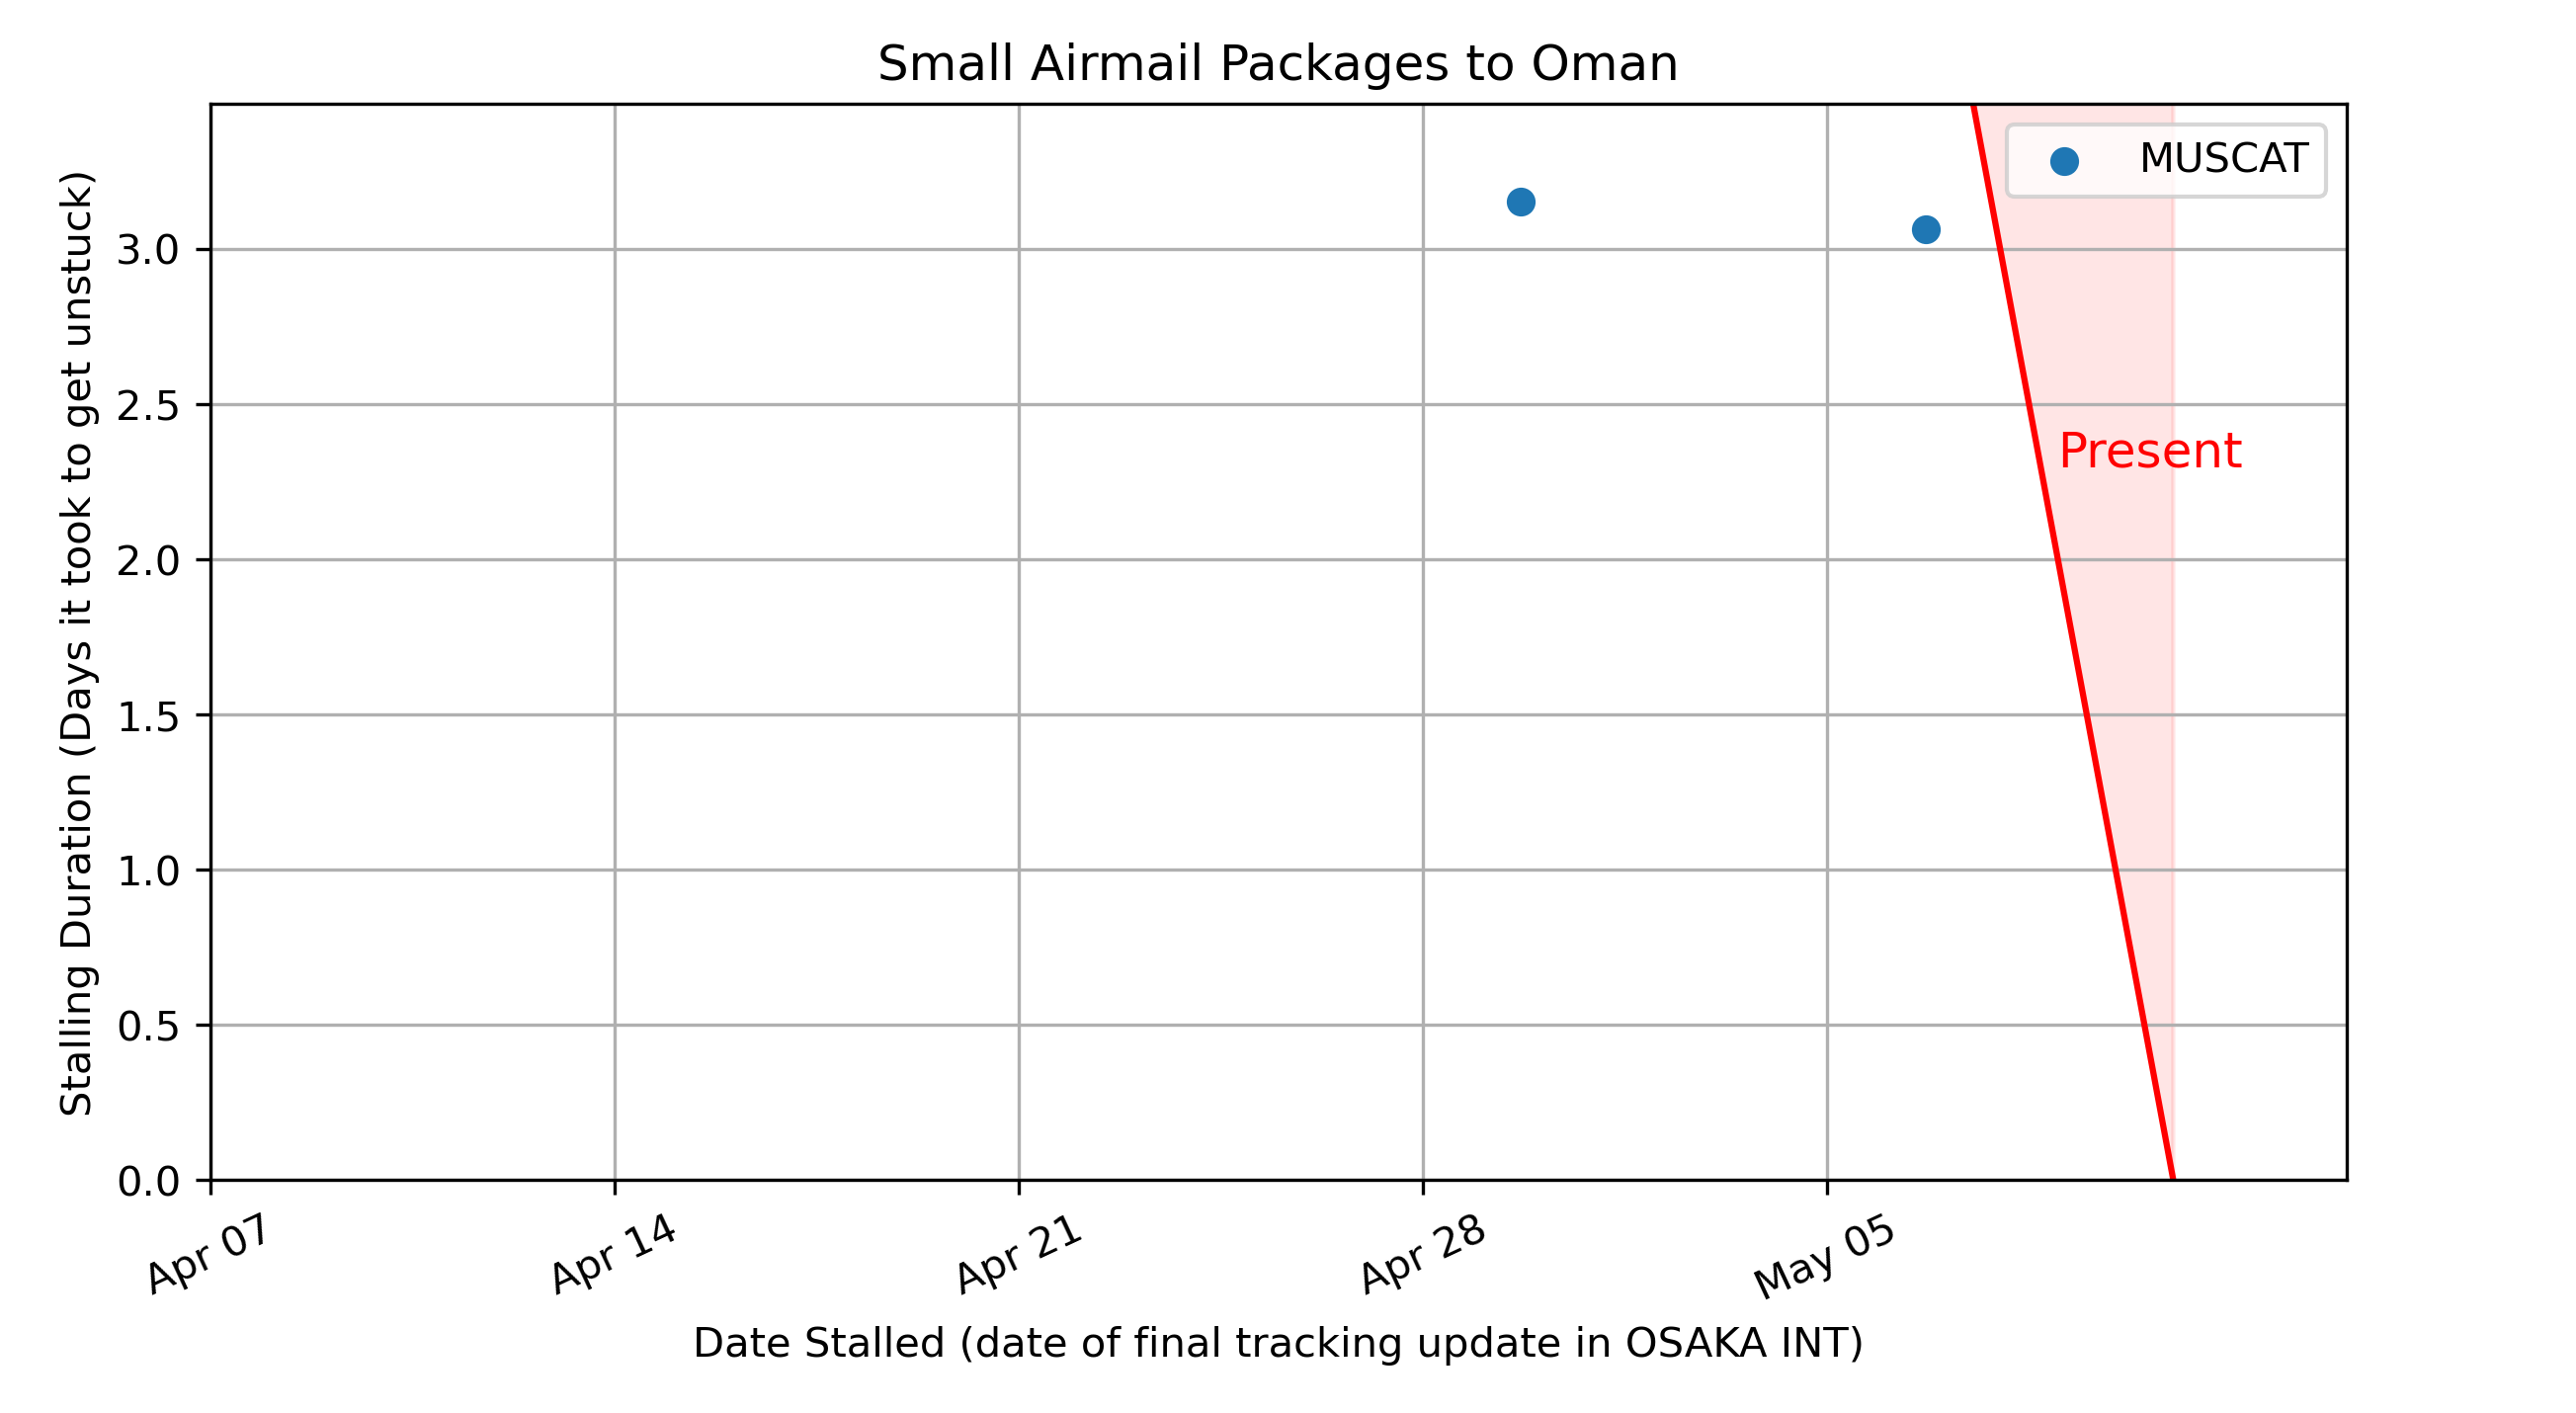 Small Airmail Packages to Oman
MUSCAT
Present
Stalling Duration (Days it took to get unstuck)
3.0
2.5
2.0
1.5
1.0
0.5
0.0
Apr 07
Apr 14
Apr 21
Apr 28
May 05
Date Stalled (date of final tracking update in OSAKA INT)